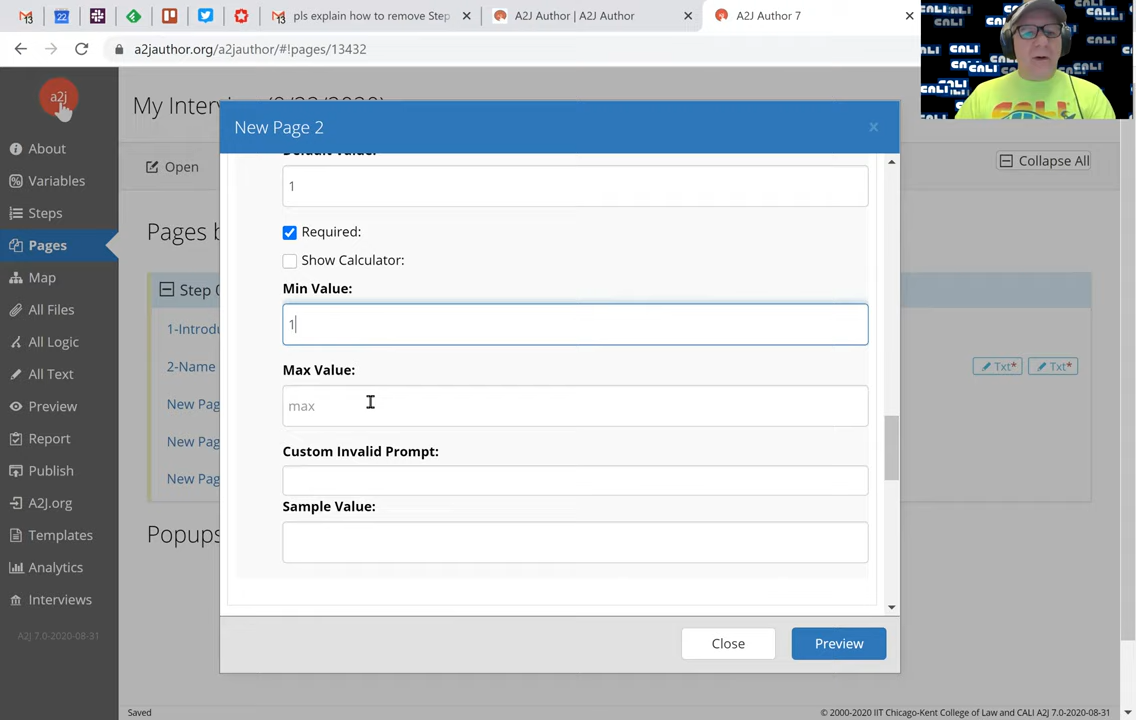 pls explain how to remove Step
A2J Author | A2J Author
A2J Author 7
a2jauthor.org/a2jauthor/#!pages/13432
CALI
a2j
New Page 2
About
Variables
Steps
Pages
Map
All Files
All Logic
All Text
Preview
Report
Publish
A2J.org
Templates
Analytics
Interviews
A2J 7.0-2020-08-31
Open
Collapse All
Pages b
Step 0
1-Introdu
2-Name
New Pag
New Pag
New Pag
Popups
Txt*
Txt*
Default Value:
1
Required:
Show Calculator:
Min Value:
1
Max Value:
max
Custom Invalid Prompt:
Sample Value:
Close
Preview
Saved
© 2000-2020 IIT Chicago-Kent College of Law and CALI A2J 7.0-2020-08-31